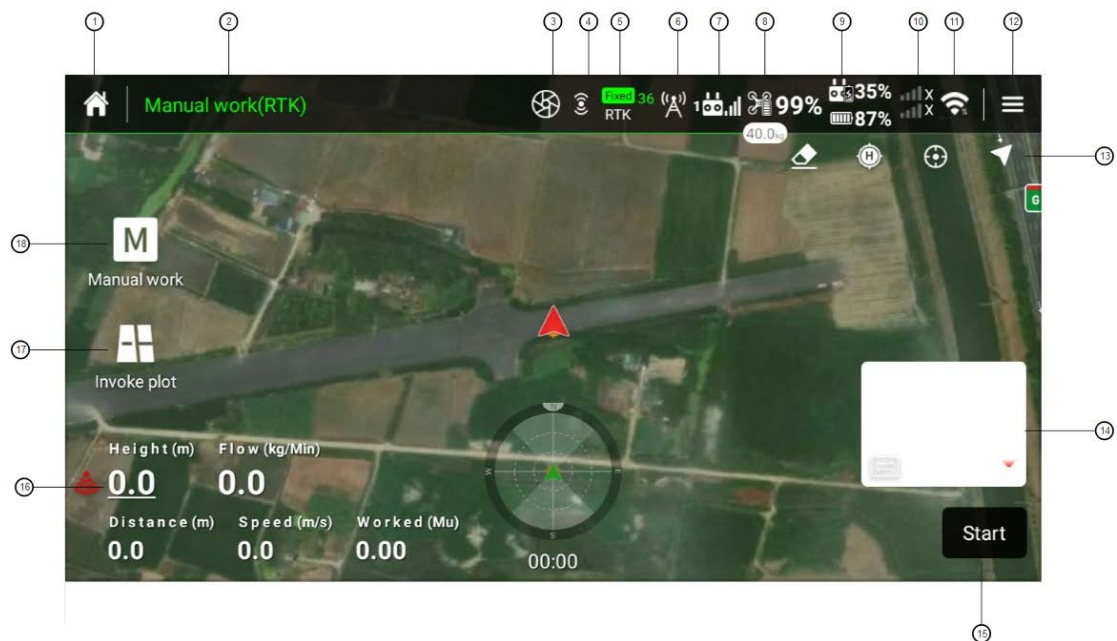 1 2 3 4 5 6 7 8 9 10 11 12
Manual work(RTK)
Fixed 36
RTK
1
99%
35%
87%
X
X
40.0kg
H
13
G
18
M
Manual work
17
Invoke plot
N
W E
S
14
Height (m) Flow (kg/Min)
16
0.0 0.0
Distance (m) Speed (m/s) Worked (Mu)
0.0 0.0 0.00
00:00
Start
15